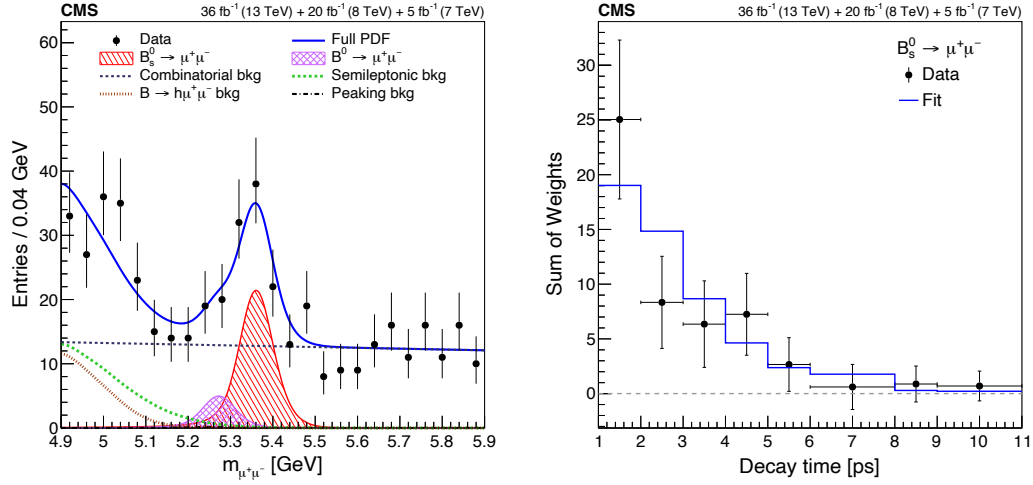 CMS 36 fb⁻¹ (13 TeV) + 20 fb⁻¹ (8 TeV) + 5 fb⁻¹ (7 TeV)
Entries / 0.04 GeV
60
50
40
30
20
10
0
Data
Full PDF
B⁰ₛ → μ⁺μ⁻
B⁰ → μ⁺μ⁻
Combinatorial bkg
Semileptonic bkg
B → hμ⁺μ⁻ bkg
Peaking bkg
4.9 5 5.1 5.2 5.3 5.4 5.5 5.6 5.7 5.8 5.9
m_μ⁺μ⁻ [GeV]
CMS 36 fb⁻¹ (13 TeV) + 20 fb⁻¹ (8 TeV) + 5 fb⁻¹ (7 TeV)
Sum of Weights
30
25
20
15
10
5
0
B⁰ₛ → μ⁺μ⁻
Data
Fit
1 2 3 4 5 6 7 8 9 10 11
Decay time [ps]